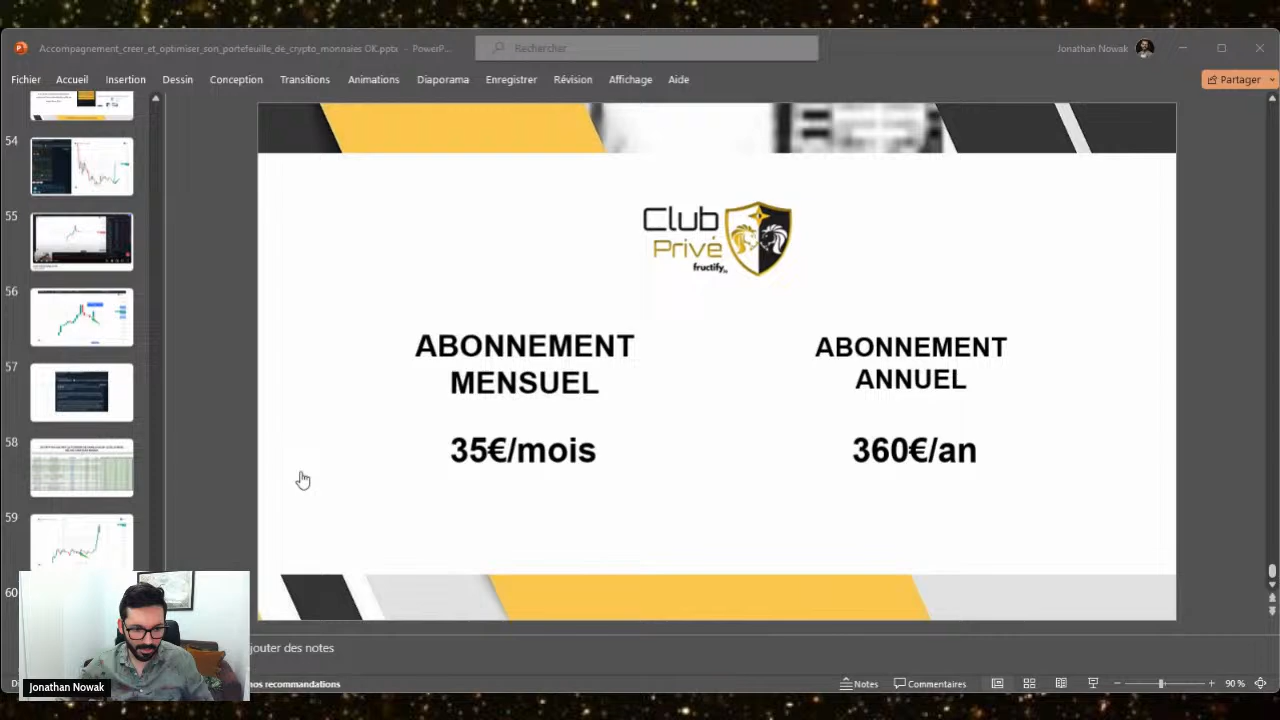 Accompagnement_creer_et_optimiser_son_portefeuille_de_crypto_monnaies OK.pptx - PowerP...
Rechercher
Jonathan Nowak
Fichier Accueil Insertion Dessin Conception Transitions Animations Diaporama Enregistrer Révision Affichage Aide
Partager
54
55
56
57
58
59
60
Club
Privé
fructify
ABONNEMENT
MENSUEL
35€/mois
ABONNEMENT
ANNUEL
360€/an
jouter des notes
Jonathan Nowak
nos recommandations
Notes
Commentaires
90 %